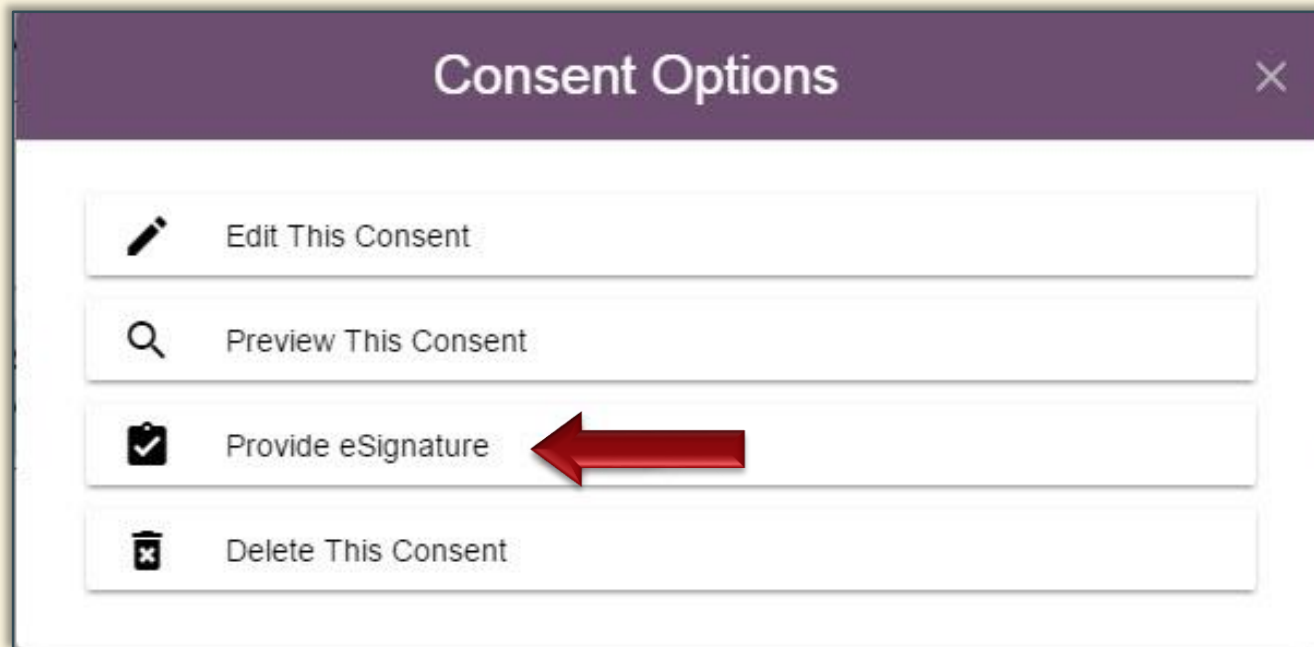 Consent Options
Edit This Consent
Preview This Consent
Provide eSignature
Delete This Consent